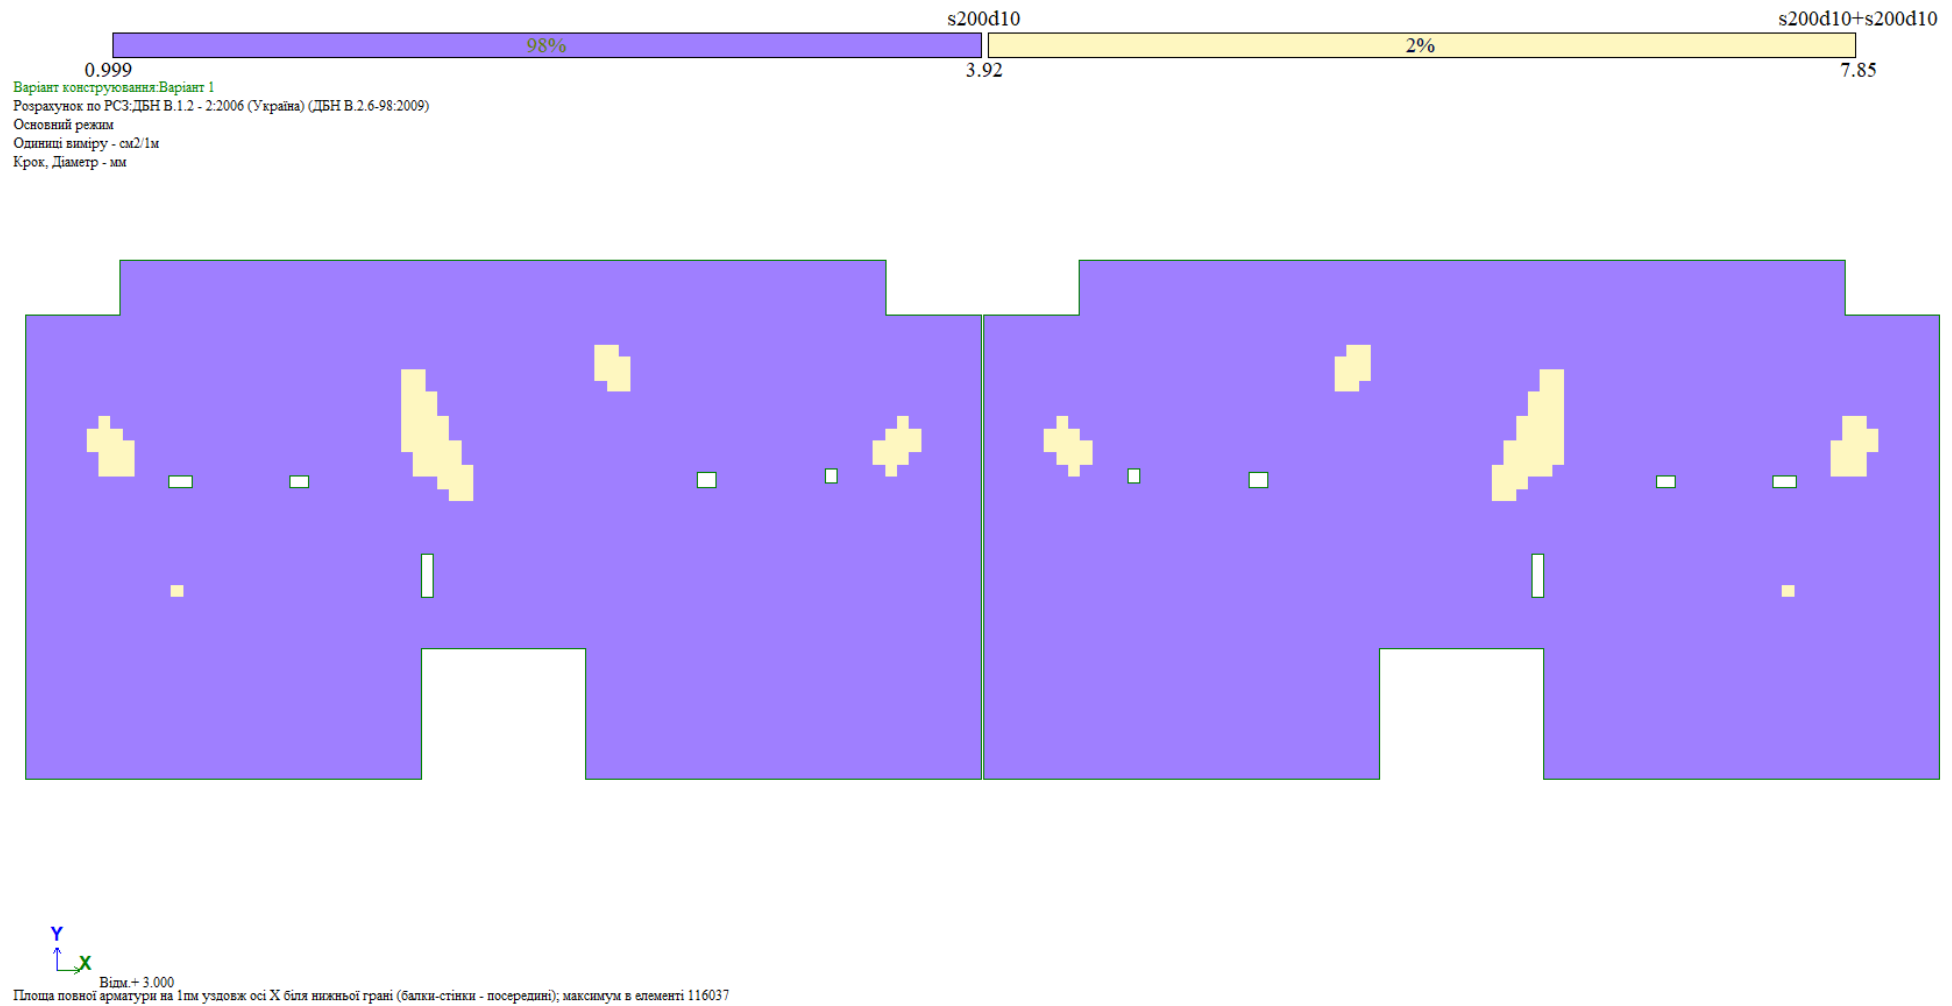 s200d10 s200d10+s200d10
98% 2%
0.999 3.92 7.85
Варіант конструювання:Варіант 1
Розрахунок по РСЗ:ДБН В.1.2 - 2:2006 (Україна) (ДБН В.2.6-98:2009)
Основний режим
Одиниці виміру - см2/1м
Крок, Діаметр - мм
Y
X
Відм.+ 3.000
Площа повної арматури на 1пм уздовж осі X біля нижньої грані (балки-стінки - посередині); максимум в елементі 116037